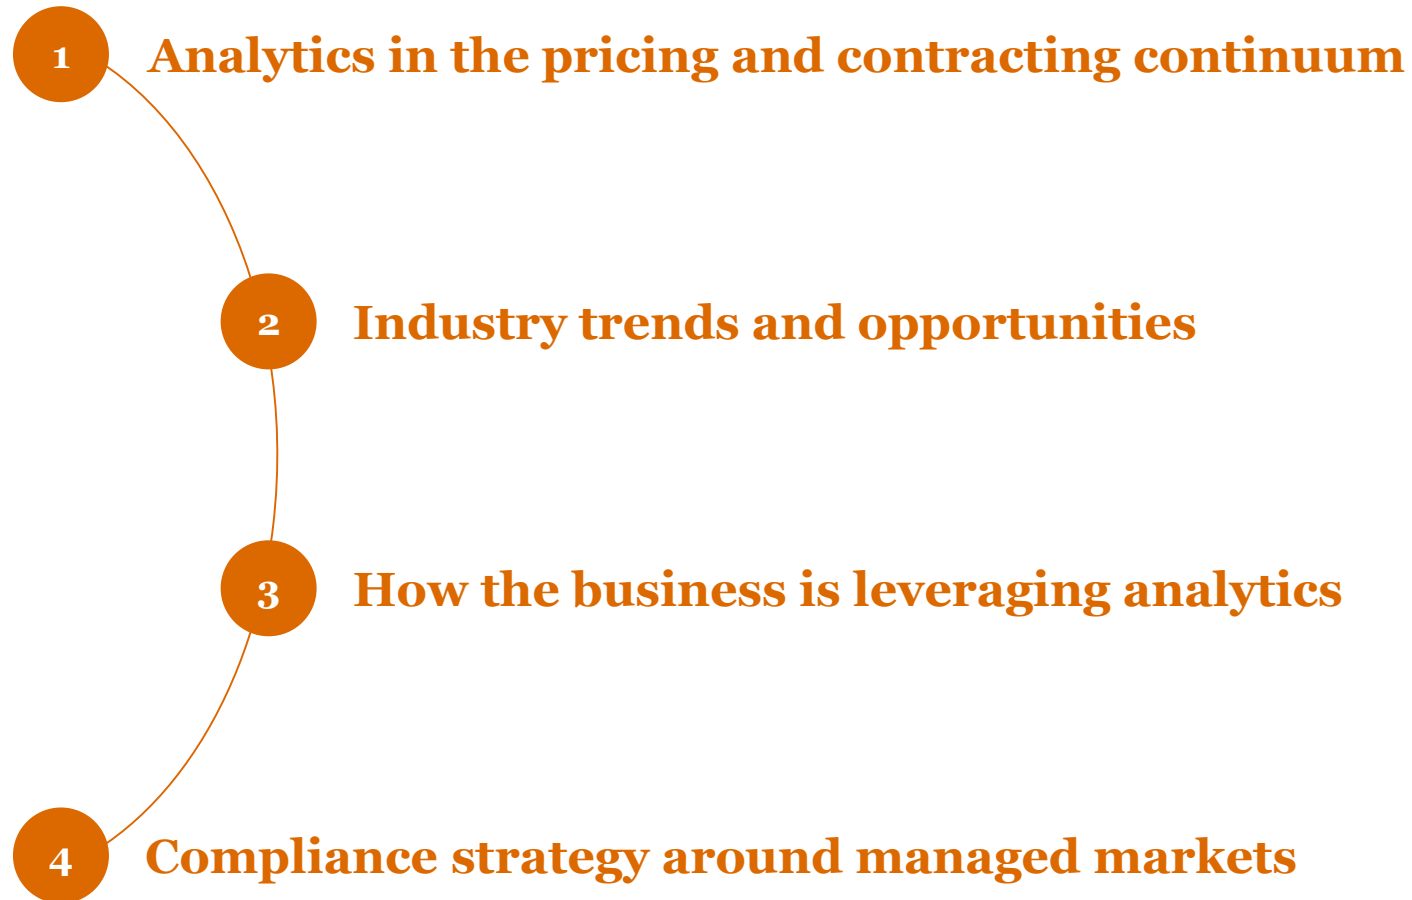 1 Analytics in the pricing and contracting continuum
2 Industry trends and opportunities
3 How the business is leveraging analytics
4 Compliance strategy around managed markets